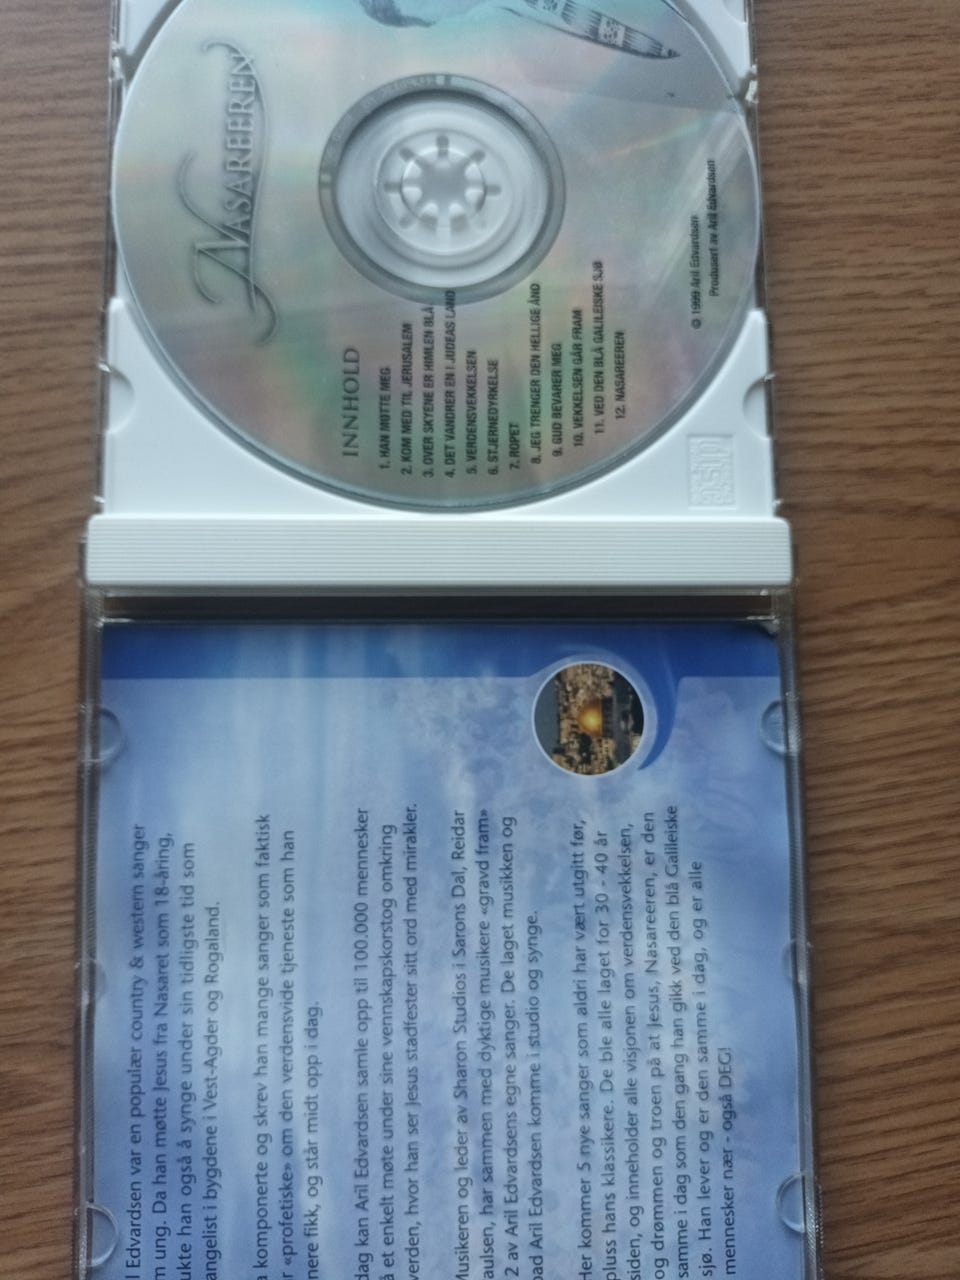 NASAREEREN
INNHOLD
1. HAN MØTTE MEG
2. KOM MED TIL JERUSALEM
3. OVER SKYENE ER HIMLEN BLÅ
4. DET VANDRER EN I JUDEAS LAND
5. VERDENSVEKKELSEN
6. STJERNEDYRKELSE
7. ROPET
8. JEG TRENGER DEN HELLIGE ÅND
9. GUD BEVARER MEG
10. VEKKELSEN GÅR FRAM
11. VED DEN BLÅ GALILEISKE SJØ
12. NASAREEREN
© 1999 Aril Edvardsen
Produsert av Aril Edvardsen
Edvardsen var en populær country & western sanger
ung. Da han møtte Jesus fra Nasaret som 18-åring,
han også å synge under sin tidligste tid som
i bygdene i Vest-Agder og Rogaland.
komponerte og skrev han mange sanger som faktisk
«profetiske» om den verdensvide tjeneste som han
fikk, og står midt opp i dag.
kan Aril Edvardsen samle opp til 100.000 mennesker
et enkelt møte under sine vennskapskorstog omkring
verden, hvor han ser Jesus stadfester sitt ord med mirakler.
Musikeren og leder av Sharon Studios i Sarons Dal, Reidar
har sammen med dyktige musikere «gravd fram»
2 av Aril Edvardsens egne sanger. De laget musikken og
bad Aril Edvardsen komme i studio og synge.
Her kommer 5 nye sanger som aldri har vært utgitt før,
pluss hans klassikere. De ble alle laget for 30 - 40 år
siden, og inneholder alle visjonen om verdensvekkelsen,
og drømmen og troen på at Jesus, Nasareeren, er den
samme i dag som den gang han gikk ved den blå Galileiske
sjø. Han lever og er den samme i dag, og er alle
mennesker nær - også DEG!